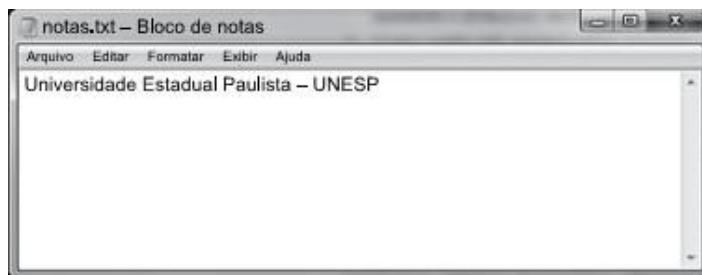 notas.txt – Bloco de notas
Arquivo Editar Formatar Exibir Ajuda
Universidade Estadual Paulista – UNESP